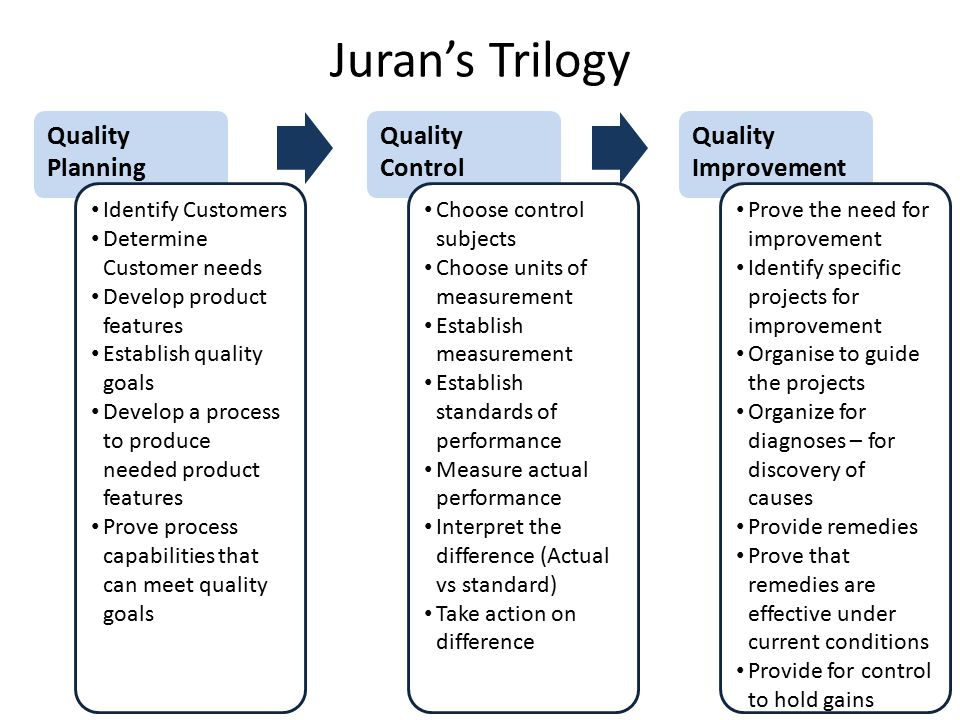 Juran’s Trilogy
Quality
Planning
• Identify Customers
• Determine
Customer needs
• Develop product
features
• Establish quality
goals
• Develop a process
to produce
needed product
features
• Prove process
capabilities that
can meet quality
goals
Quality
Control
• Choose control
subjects
• Choose units of
measurement
• Establish
measurement
• Establish
standards of
performance
• Measure actual
performance
• Interpret the
difference (Actual
vs standard)
• Take action on
difference
Quality
Improvement
• Prove the need for
improvement
• Identify specific
projects for
improvement
• Organise to guide
the projects
• Organize for
diagnoses – for
discovery of
causes
• Provide remedies
• Prove that
remedies are
effective under
current conditions
• Provide for control
to hold gains